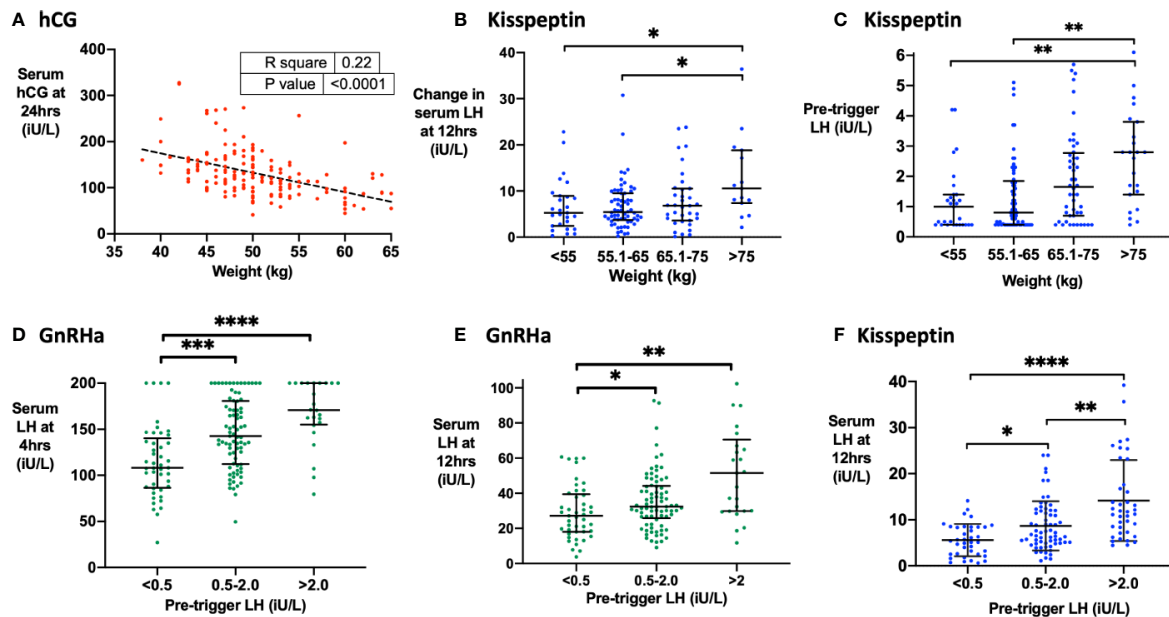 A hCG
Serum
hCG at
24hrs
(iU/L)
400
300
200
100
0
R square 0.22
P value <0.0001
35 40 45 50 55 60 65
Weight (kg)
B Kisspeptin
Change in
serum LH
at 12hrs
(iU/L)
40
30
20
10
0
*
*
<55 55.1-65 65.1-75 >75
Weight (kg)
C Kisspeptin
Pre-trigger
LH (iU/L)
6
5
4
3
2
1
0
**
**
<55 55.1-65 65.1-75 >75
Weight (kg)
D GnRHa
Serum
LH at
4hrs
(iU/L)
200
150
100
50
0
****
***
<0.5 0.5-2.0 >2.0
Pre-trigger LH (iU/L)
E GnRHa
Serum
LH at
12hrs
(iU/L)
100
80
60
40
20
0
**
*
<0.5 0.5-2.0 >2
Pre-trigger LH (iU/L)
F Kisspeptin
Serum
LH at
12hrs
(iU/L)
40
30
20
10
0
****
**
*
<0.5 0.5-2.0 >2.0
Pre-trigger LH (iU/L)